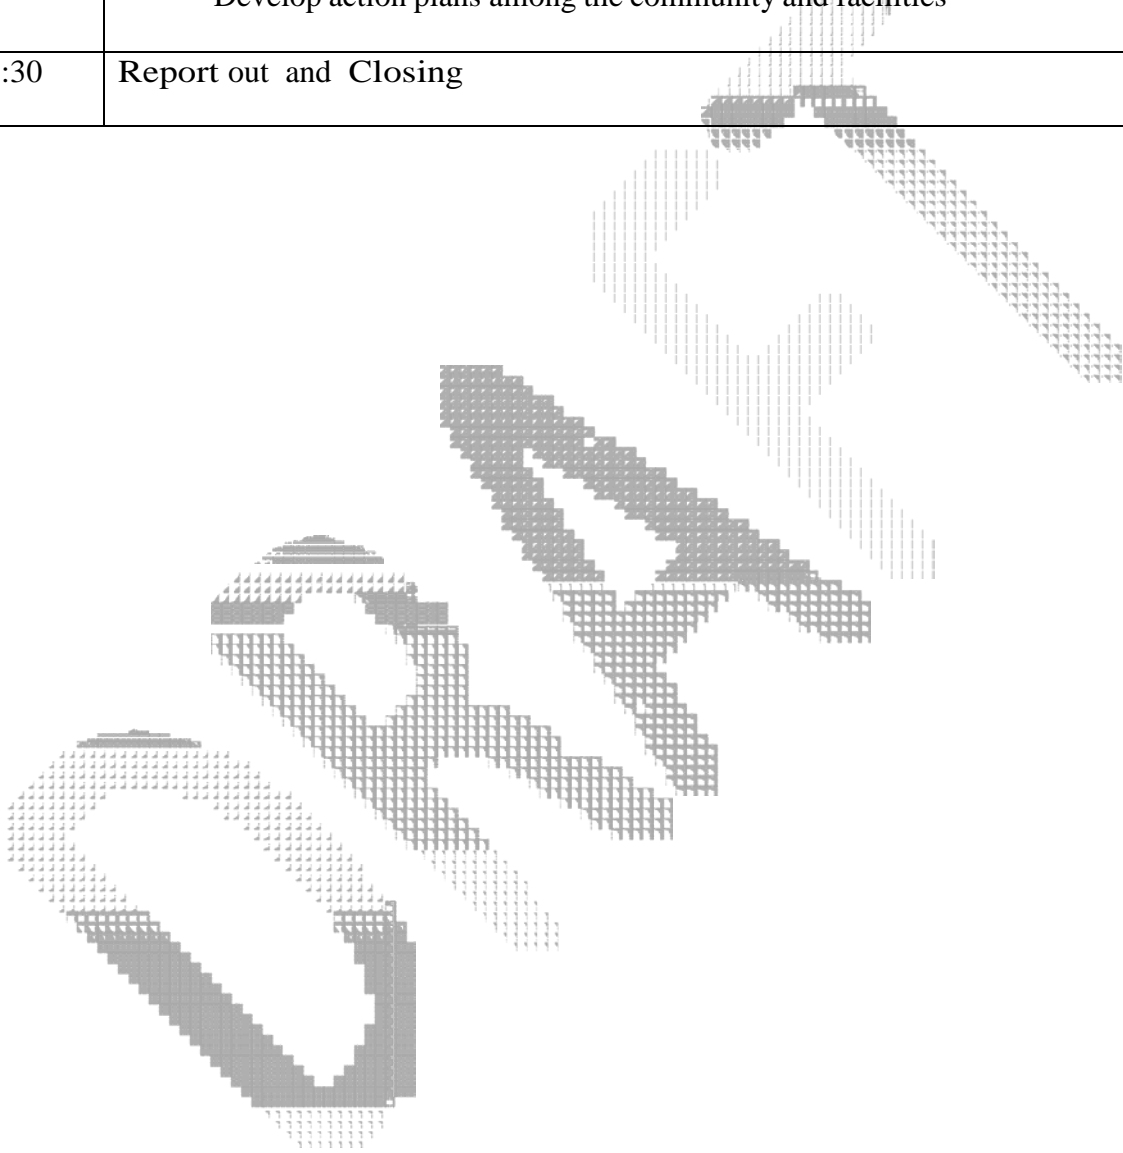 Develop action plans among the community and facilities
:30 Report out and Closing
DRAFT